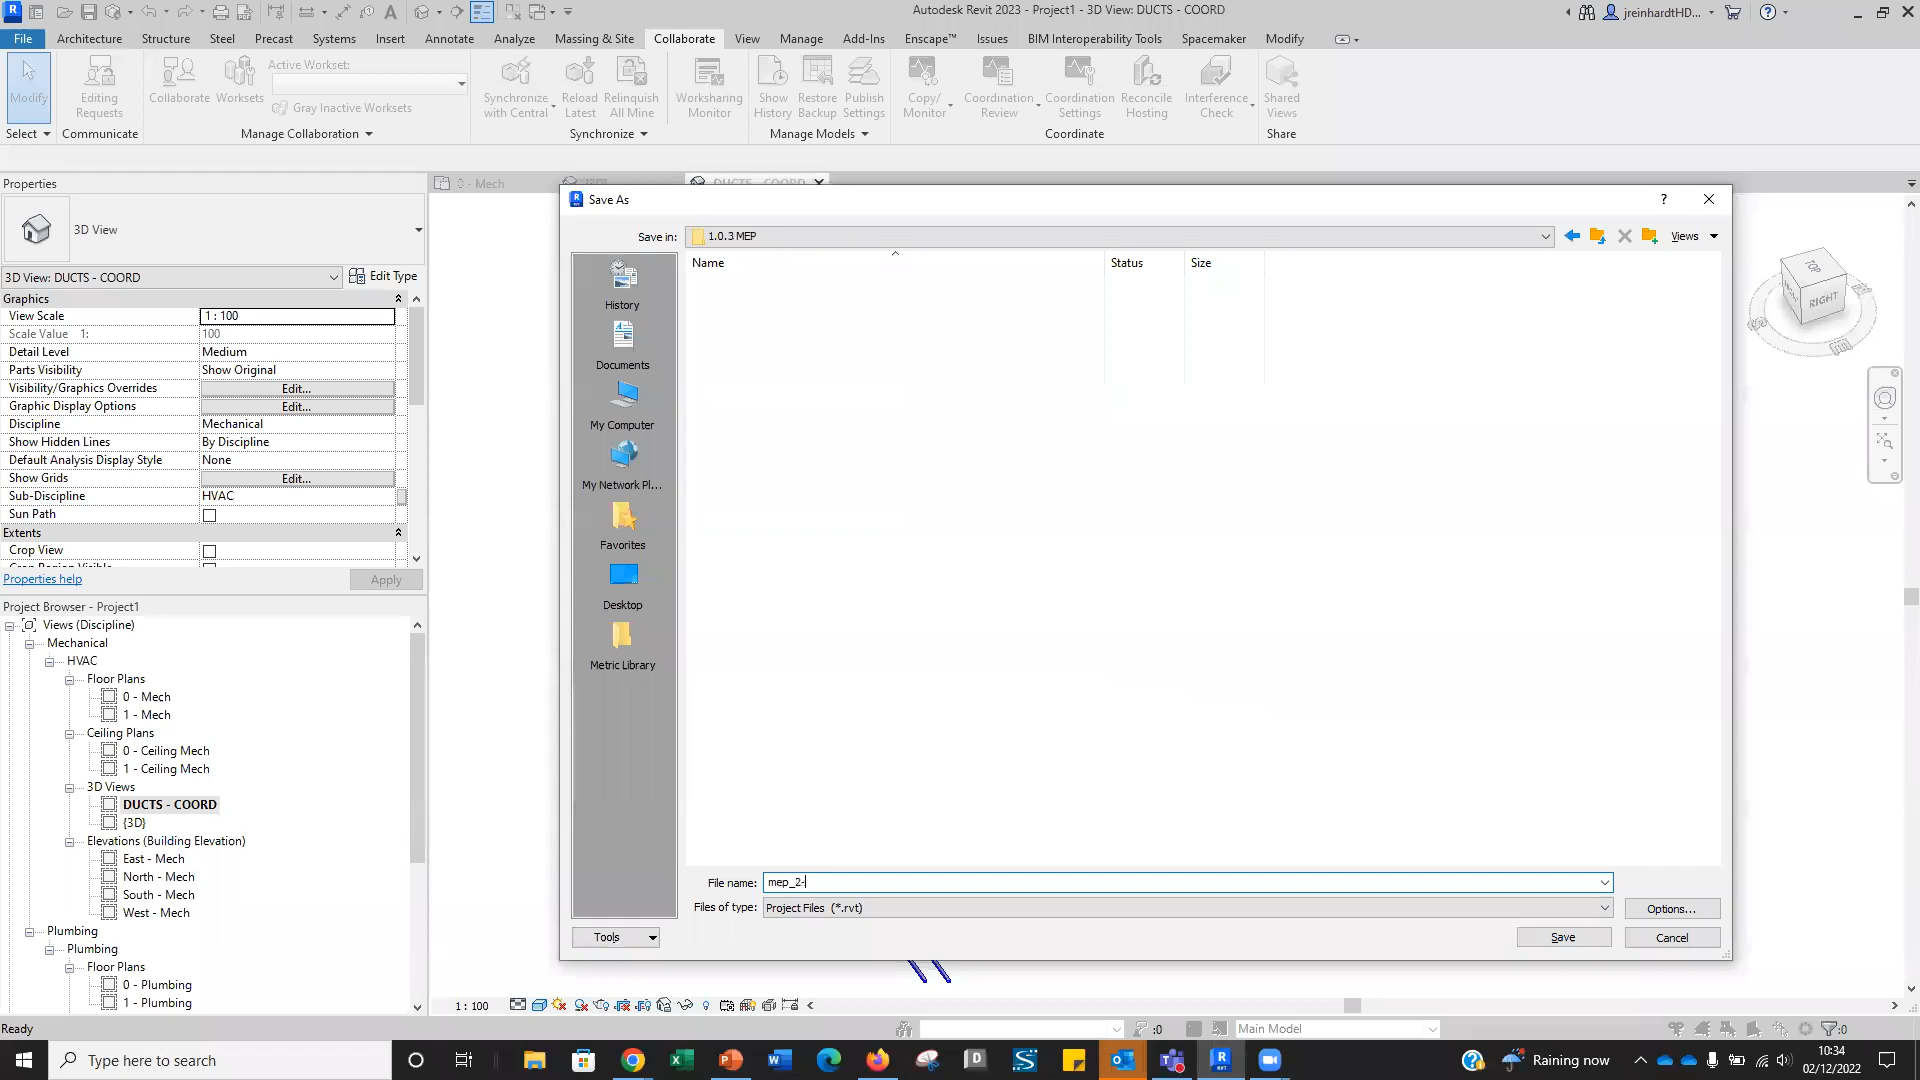 Autodesk Revit 2023 - Project1 - 3D View: DUCTS - COORD
jreinhardtHD...
File Architecture Structure Steel Precast Systems Insert Annotate Analyze Massing & Site Collaborate View Manage Add-Ins Enscape™ Issues BIM Interoperability Tools Spacemaker Modify
Modify
Editing Requests
Collaborate
Worksets
Active Workset:
Gray Inactive Worksets
Synchronize with Central
Reload Latest
Relinquish All Mine
Worksharing Monitor
Show History
Restore Backup
Publish Settings
Copy/ Monitor
Coordination Review
Coordination Settings
Reconcile Hosting
Interference Check
Shared Views
Select Communicate Manage Collaboration Synchronize Manage Models Coordinate Share
Properties
0 - Mech
DUCTS - COORD
3D View
3D View: DUCTS - COORD Edit Type
Graphics
View Scale 1 : 100
Scale Value 1: 100
Detail Level Medium
Parts Visibility Show Original
Visibility/Graphics Overrides Edit...
Graphic Display Options Edit...
Discipline Mechanical
Show Hidden Lines By Discipline
Default Analysis Display Style None
Show Grids Edit...
Sub-Discipline HVAC
Sun Path
Extents
Crop View
Properties help Apply
Project Browser - Project1
Views (Discipline)
Mechanical
HVAC
Floor Plans
0 - Mech
1 - Mech
Ceiling Plans
0 - Ceiling Mech
1 - Ceiling Mech
3D Views
DUCTS - COORD
{3D}
Elevations (Building Elevation)
East - Mech
North - Mech
South - Mech
West - Mech
Plumbing
Plumbing
Floor Plans
0 - Plumbing
1 - Plumbing
Save As
?
Save in: 1.0.3 MEP Views
Name Status Size
History
Documents
My Computer
My Network Pl...
Favorites
Desktop
Metric Library
File name: mep_2-
Files of type: Project Files (*.rvt) Options...
Tools Save Cancel
TOP
RIGHT
1 : 100
Ready
:0
Main Model
:0
Type here to search
Raining now
10:34
02/12/2022